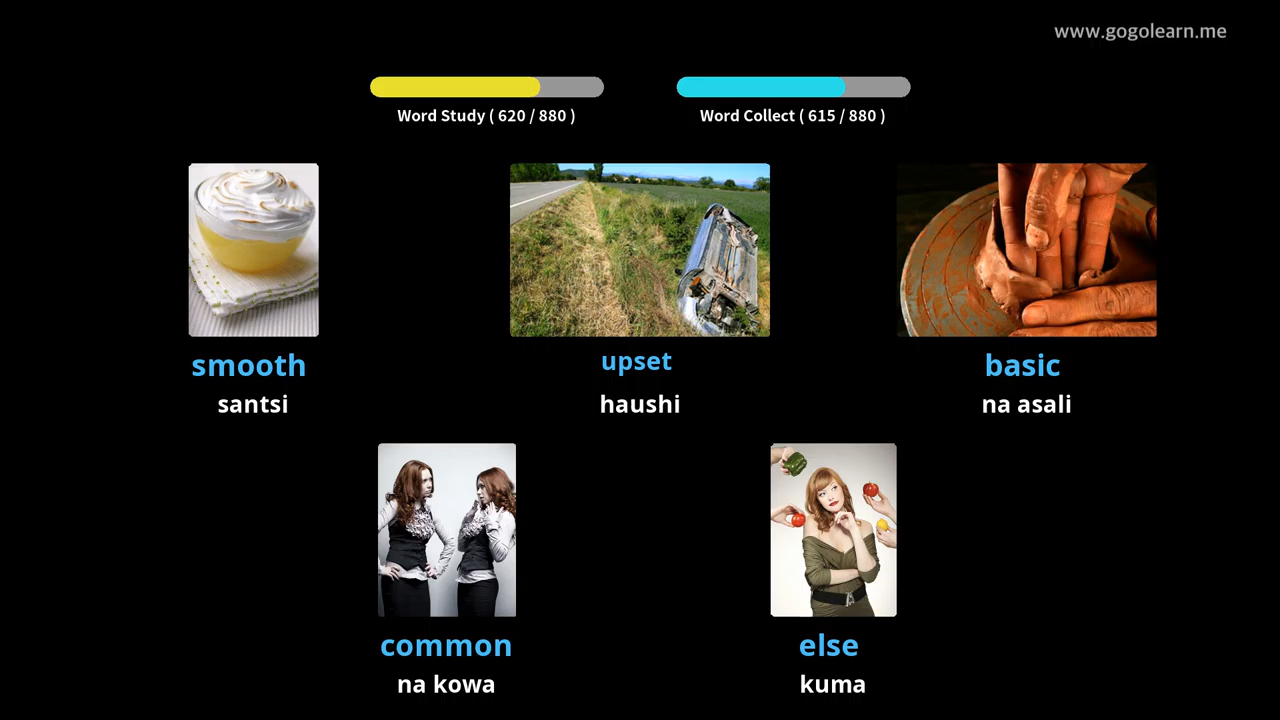 www.gogolearn.me
Word Study ( 620 / 880 )
Word Collect ( 615 / 880 )
smooth
santsi
upset
haushi
basic
na asali
common
na kowa
else
kuma